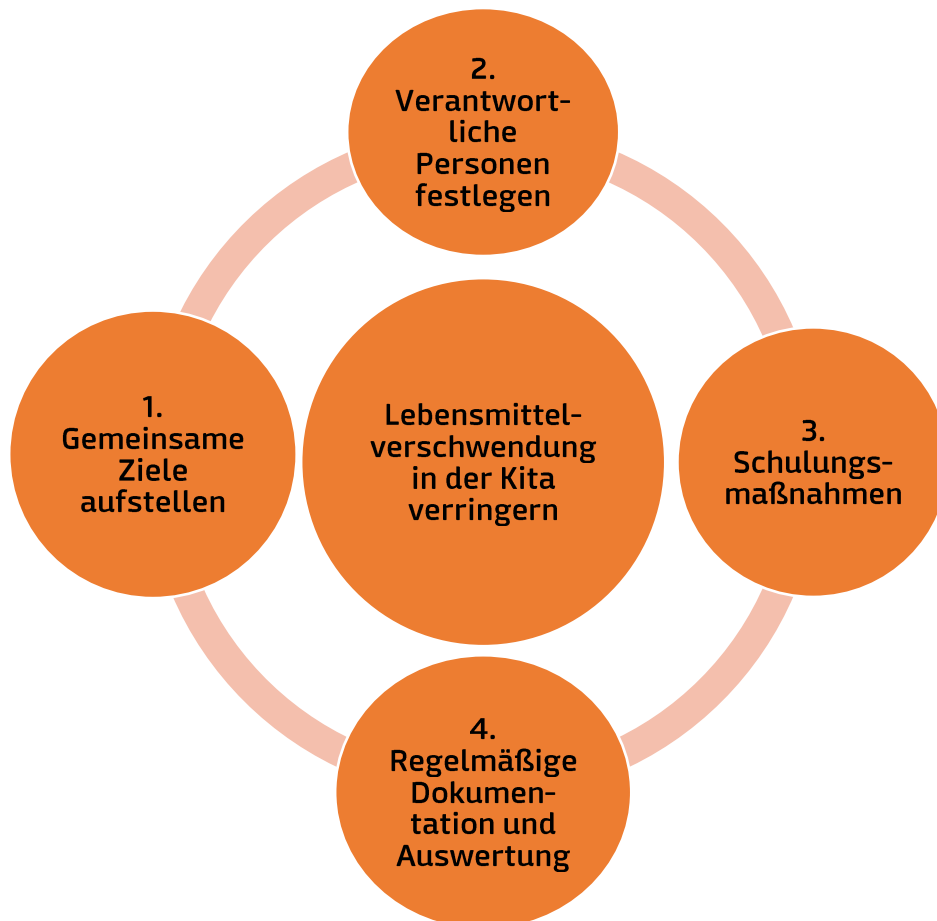 2.
Verantwort-
liche
Personen
festlegen
1.
Gemeinsame
Ziele
aufstellen
Lebensmittel-
verschwendung
in der Kita
verringern
3.
Schulungs-
maßnahmen
4.
Regelmäßige
Dokumen-
tation und
Auswertung